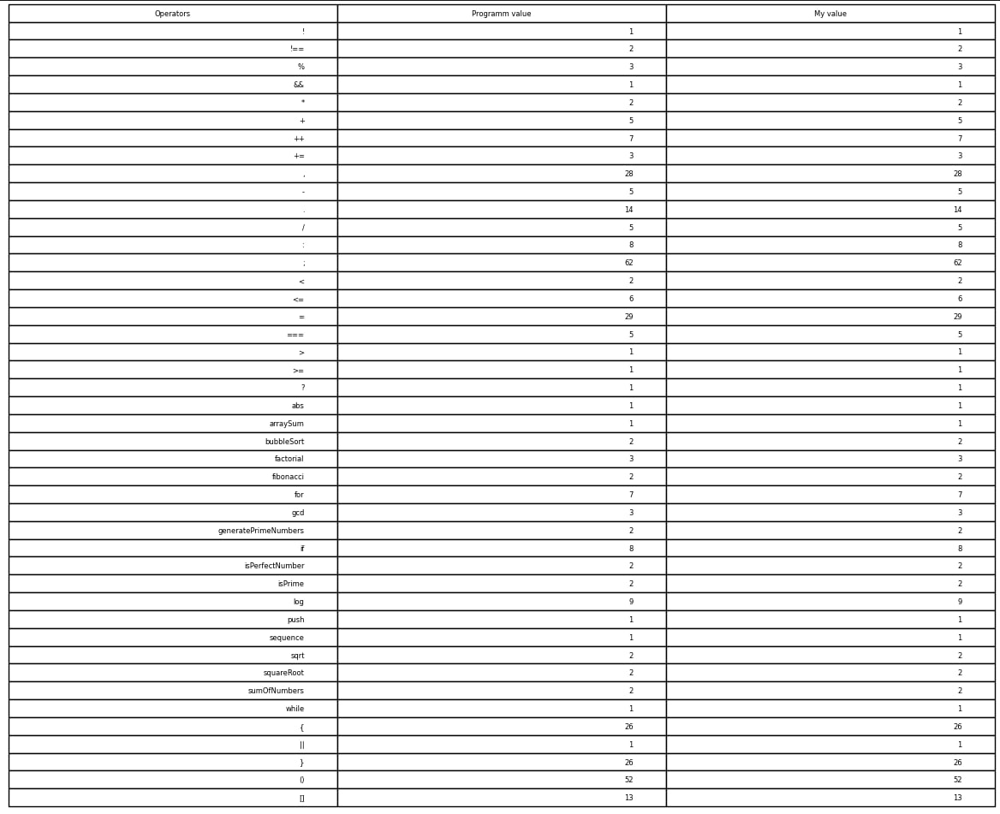 Operators Programm value My value
! 1 1
!== 2 2
% 3 3
&& 1 1
* 2 2
+ 5 5
++ 7 7
+= 3 3
, 28 28
- 5 5
. 14 14
/ 5 5
: 8 8
; 62 62
< 2 2
<= 6 6
= 29 29
=== 5 5
> 1 1
>= 1 1
? 1 1
abs 1 1
arraySum 1 1
bubbleSort 2 2
factorial 3 3
fibonacci 2 2
for 7 7
gcd 3 3
generatePrimeNumbers 2 2
if 8 8
isPerfectNumber 2 2
isPrime 2 2
log 9 9
push 1 1
sequence 1 1
sqrt 2 2
squareRoot 2 2
sumOfNumbers 2 2
while 1 1
{ 26 26
|| 1 1
} 26 26
() 52 52
[] 13 13